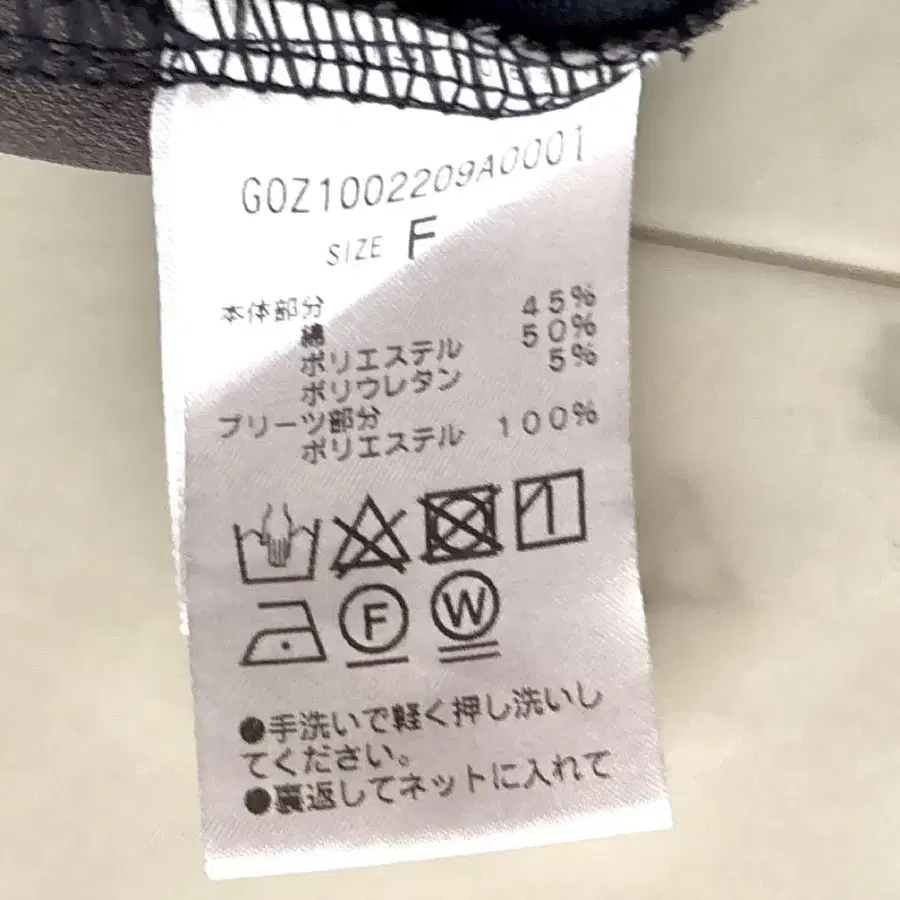 G0Z1002209A0001
SIZE F
本体部分
綿 45%
ポリエステル 50%
ポリウレタン 5%
プリーツ部分
ポリエステル 100%
F W
●手洗いで軽く押し洗いし
てください。
●裏返してネットに入れて